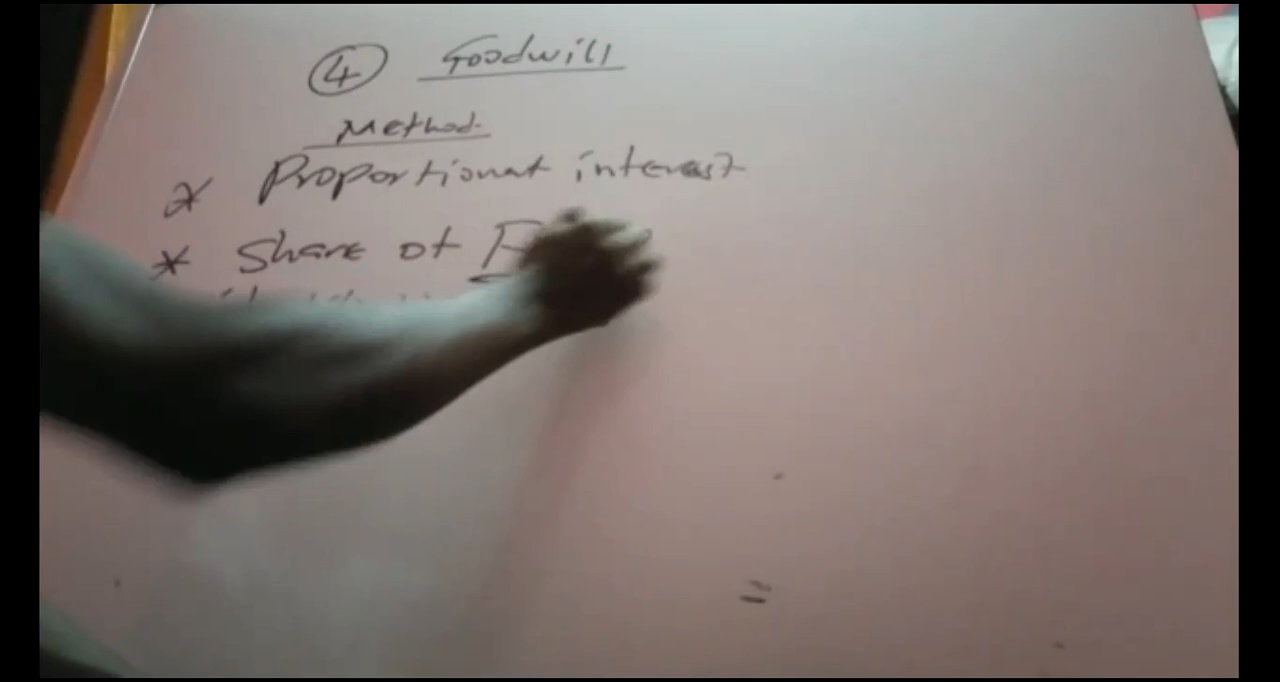 ④ Goodwill
Method
* Proportionat interest
* Share of